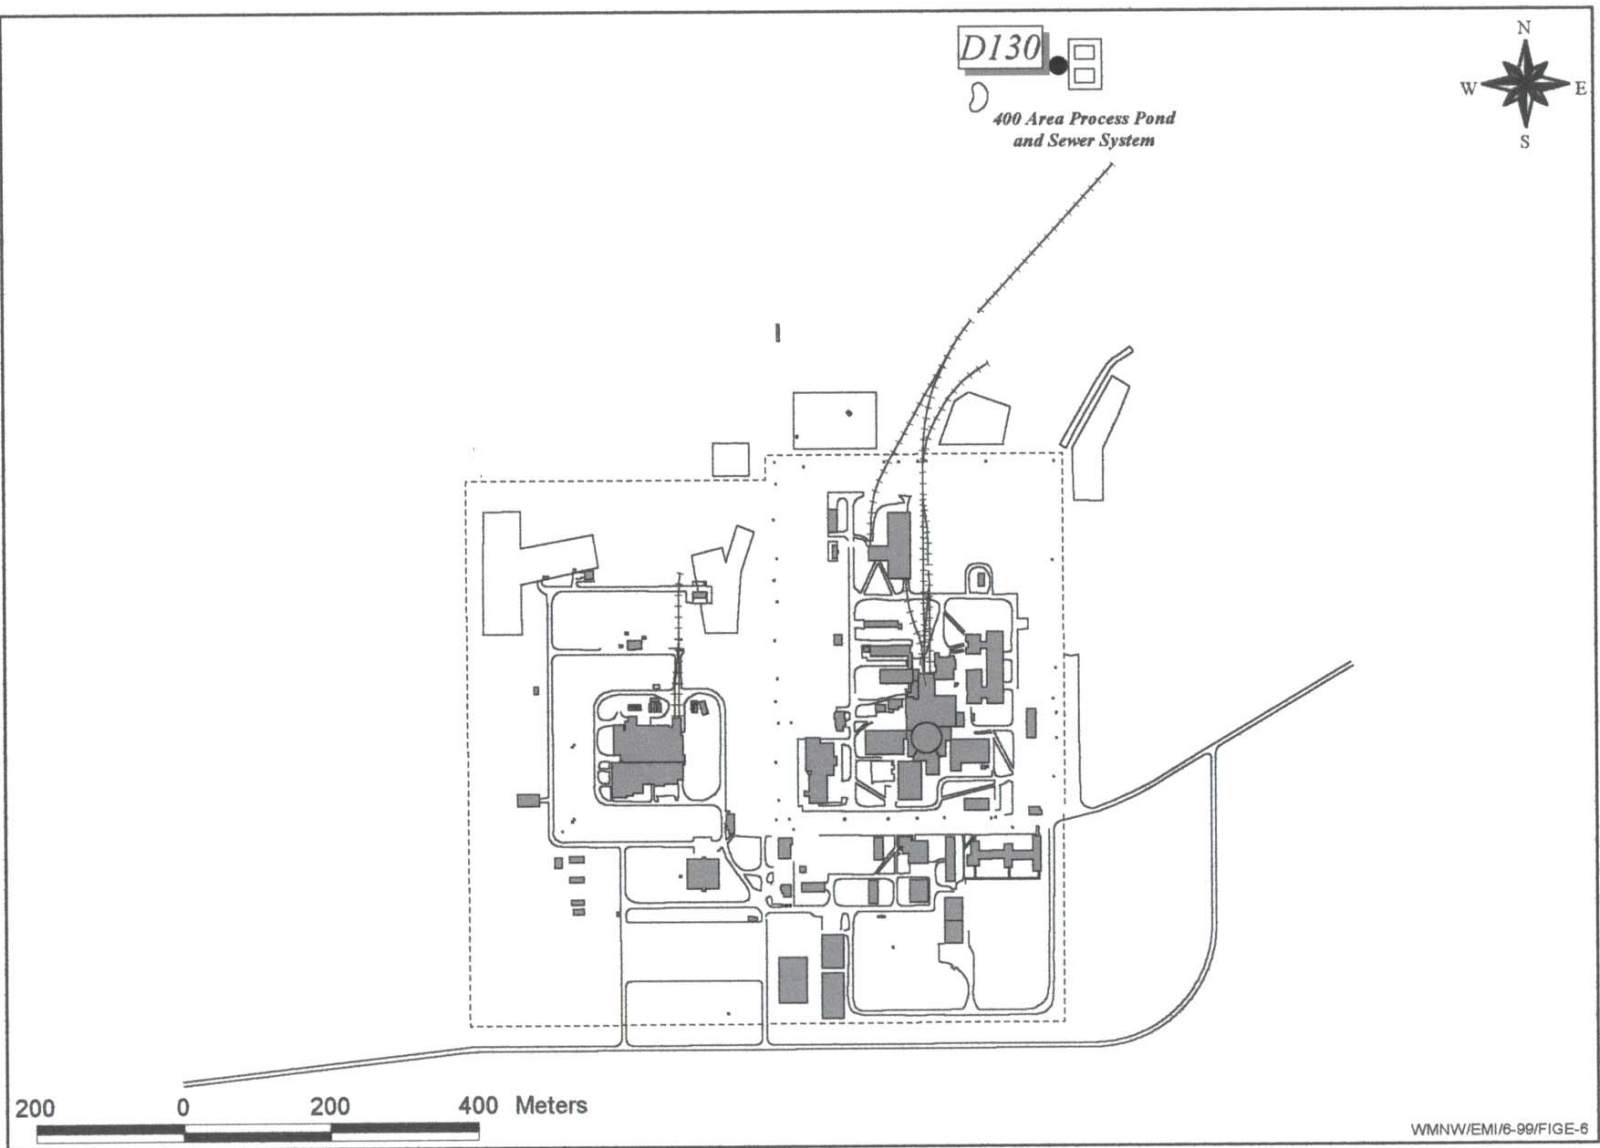 D130
N
W E
S
400 Area Process Pond
and Sewer System
200 0 200 400 Meters
WMNW/EMI/6-99/FIGE-6